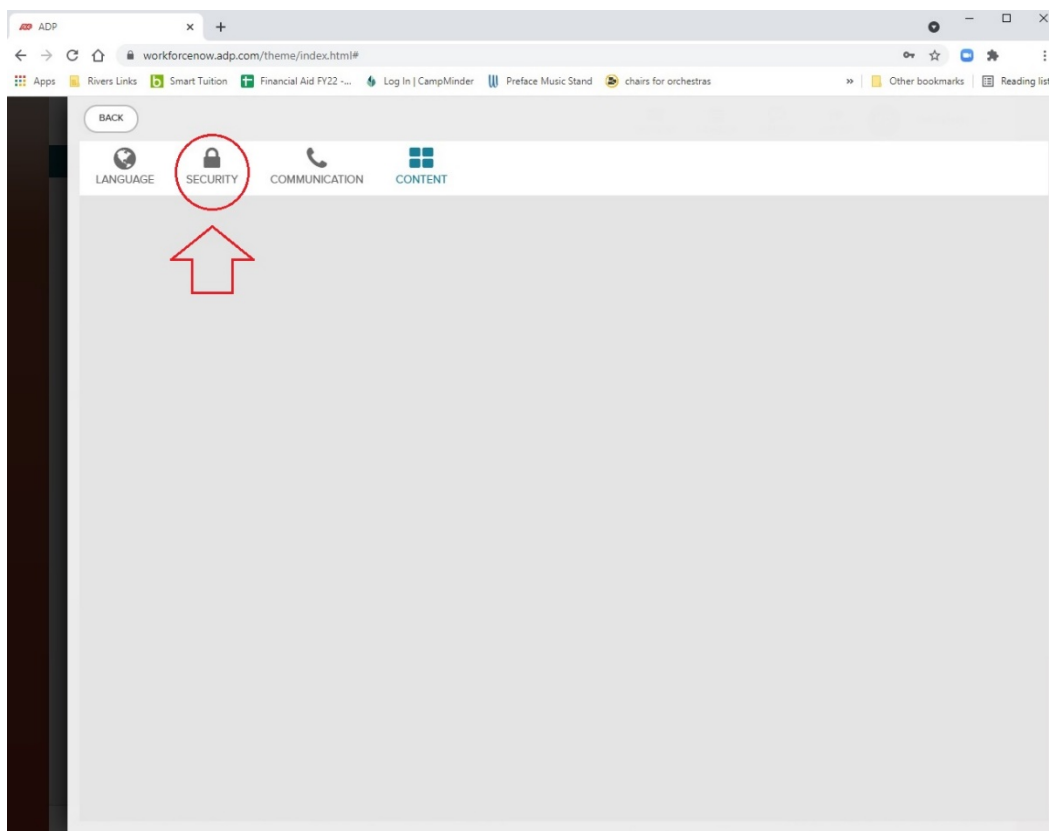 ADP ADP
workforcenow.adp.com/theme/index.html#
Apps Rivers Links b Smart Tuition Financial Aid FY22 -... Log In | CampMinder Preface Music Stand chairs for orchestras » Other bookmarks Reading list
BACK
LANGUAGE SECURITY COMMUNICATION CONTENT